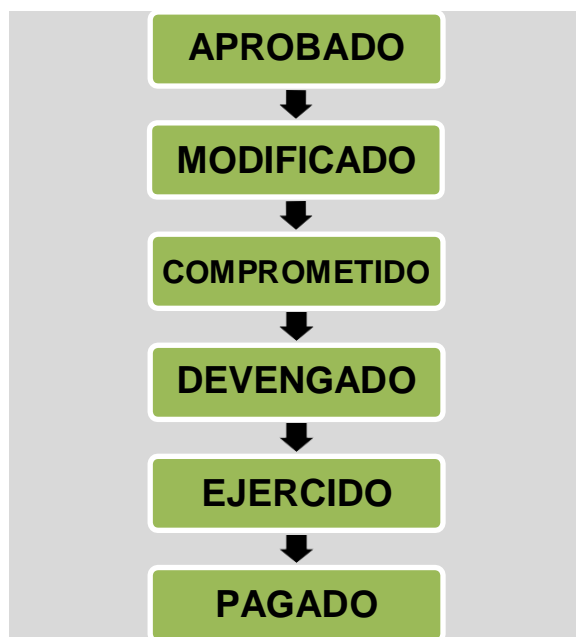 APROBADO
MODIFICADO
COMPROMETIDO
DEVENGADO
EJERCIDO
PAGADO